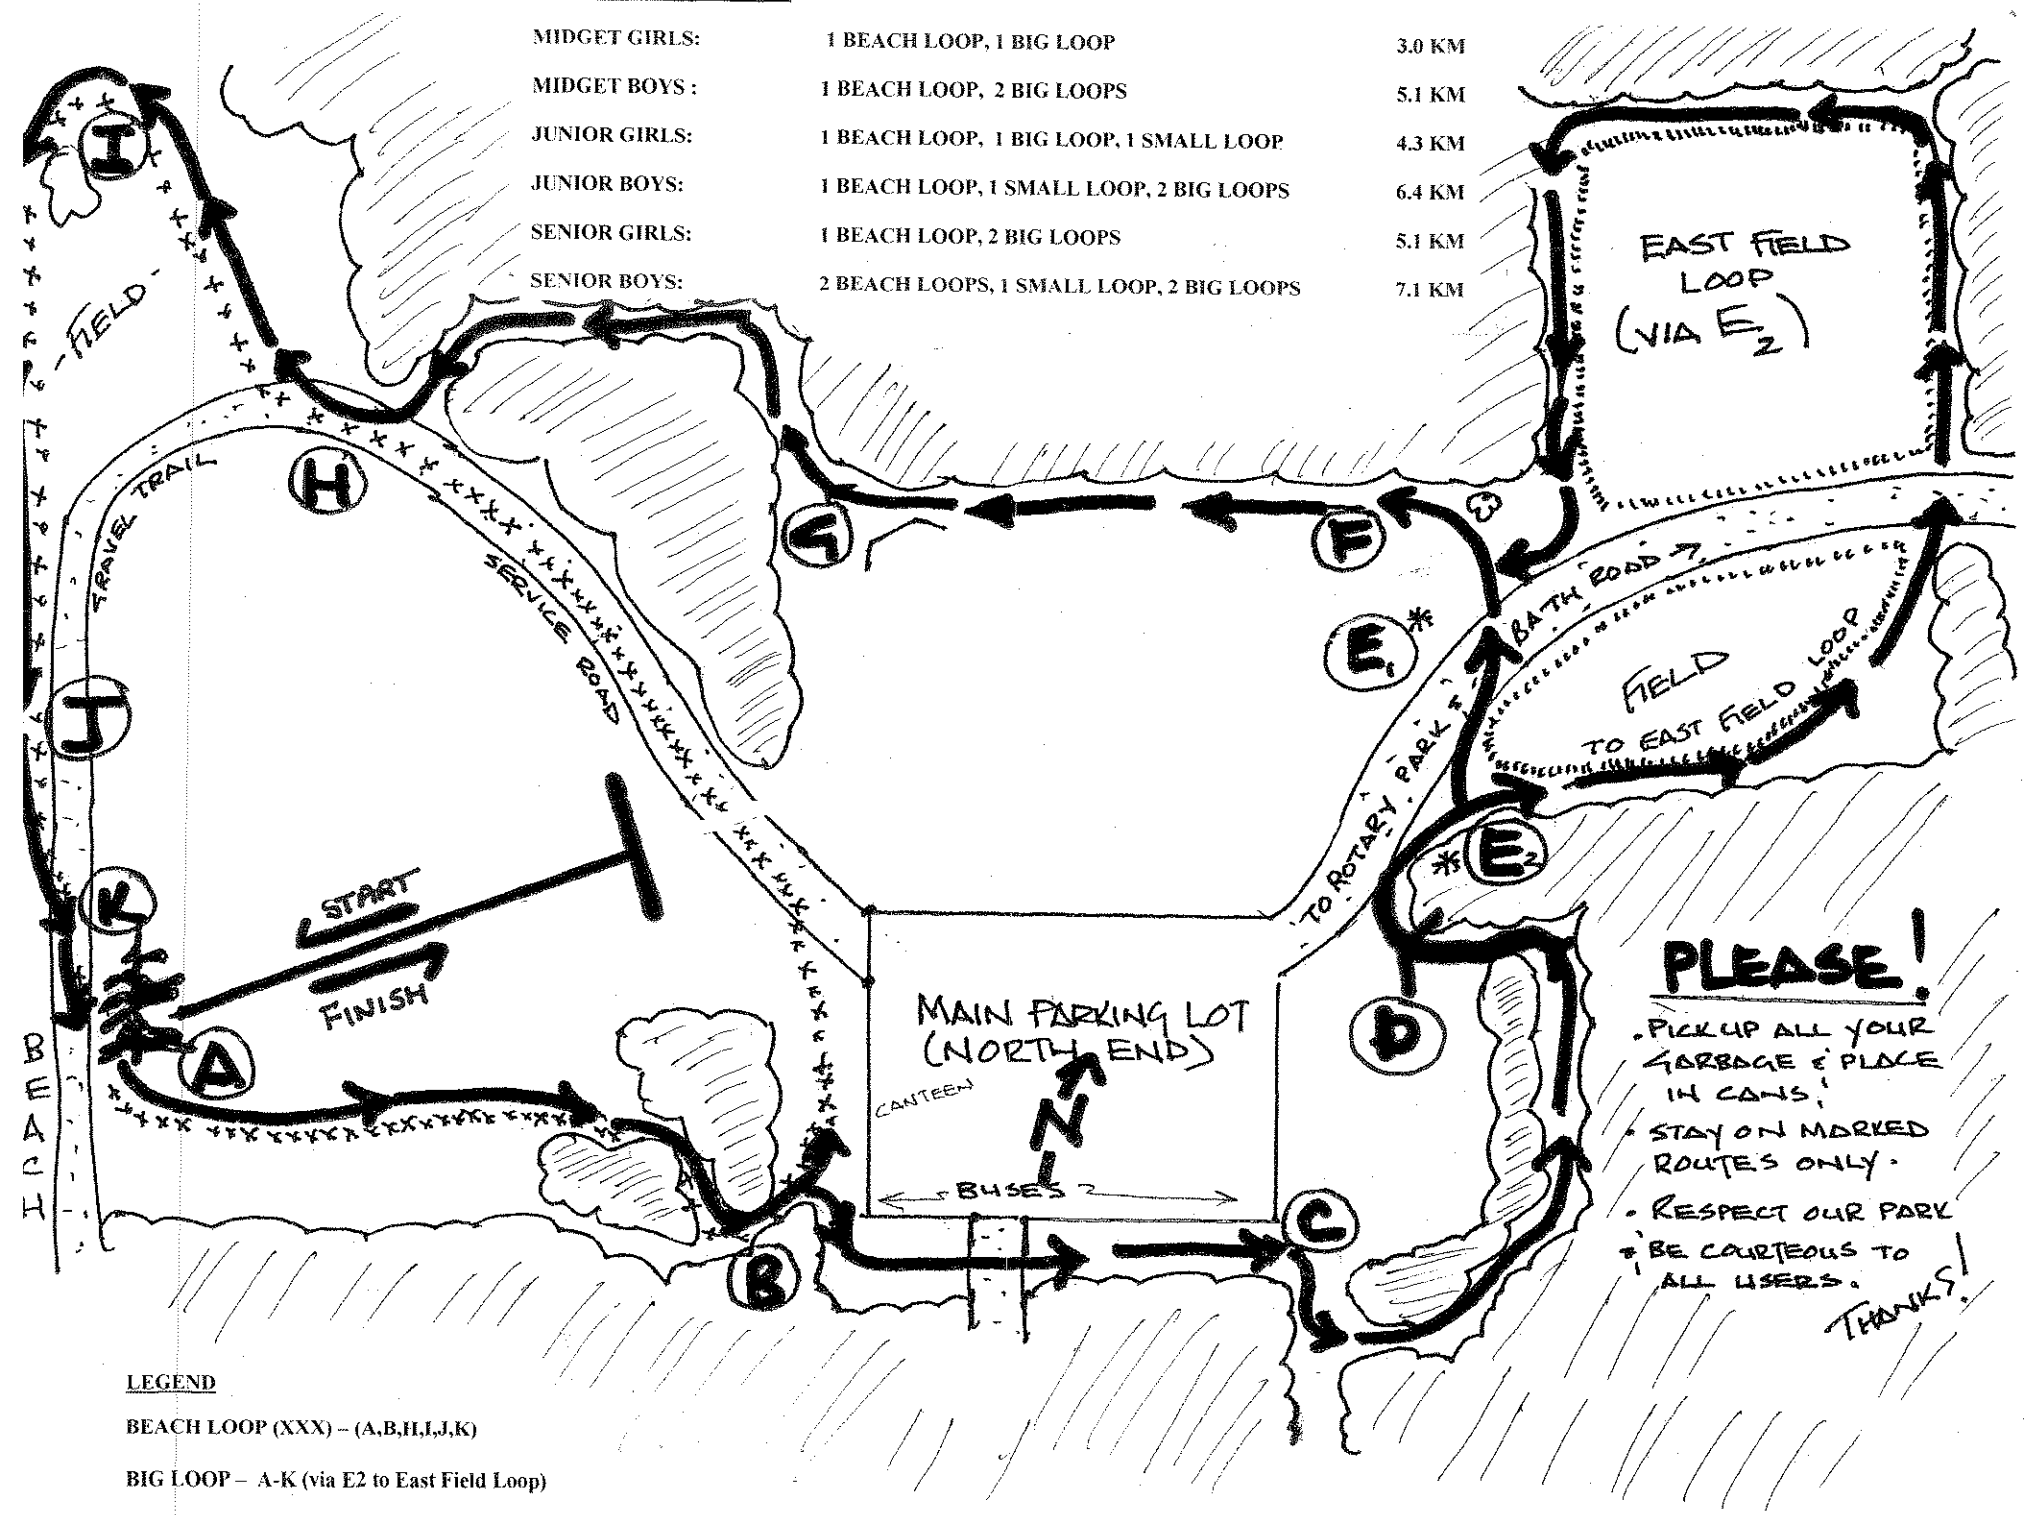 MIDGET GIRLS: 1 BEACH LOOP, 1 BIG LOOP 3.0 KM
MIDGET BOYS : 1 BEACH LOOP, 2 BIG LOOPS 5.1 KM
JUNIOR GIRLS: 1 BEACH LOOP, 1 BIG LOOP, 1 SMALL LOOP 4.3 KM
JUNIOR BOYS: 1 BEACH LOOP, 1 SMALL LOOP, 2 BIG LOOPS 6.4 KM
SENIOR GIRLS: 1 BEACH LOOP, 2 BIG LOOPS 5.1 KM
SENIOR BOYS: 2 BEACH LOOPS, 1 SMALL LOOP, 2 BIG LOOPS 7.1 KM
I
-FIELD-
EAST FIELD
LOOP
(VIA E2)
H
TRAVEL TRAIL
SERVICE ROAD
G
F
E1*
BATH ROAD →
TO ROTARY PARK &
FIELD
TO EAST FIELD LOOP
J
K
START
FINISH
*E2
A
BEACH
MAIN PARKING LOT
(NORTH END)
CANTEEN
N
BUSES
D
C
B
PLEASE!
. PICK UP ALL YOUR
GARBAGE & PLACE
IN CANS!
. STAY ON MARKED
ROUTES ONLY.
. RESPECT OUR PARK
& BE COURTEOUS TO
ALL USERS.
THANKS!
LEGEND
BEACH LOOP (XXX) – (A,B,H,I,J,K)
BIG LOOP – A-K (via E2 to East Field Loop)